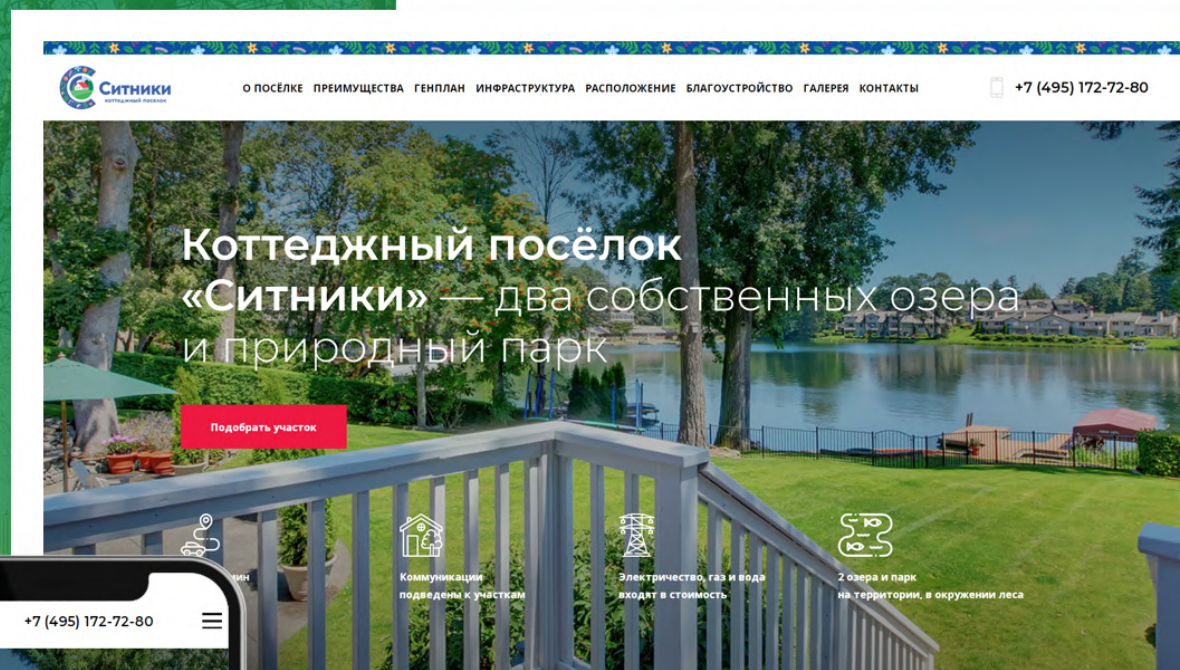 Ситники
коттеджный поселок
О ПОСЁЛКЕ ПРЕИМУЩЕСТВА ГЕНПЛАН ИНФРАСТРУКТУРА РАСПОЛОЖЕНИЕ БЛАГОУСТРОЙСТВО ГАЛЕРЕЯ КОНТАКТЫ
+7 (495) 172-72-80
Коттеджный посёлок
«Ситники» — два собственных озера
и природный парк
Подобрать участок
Коммуникации
подведены к участкам
Электричество, газ и вода
входят в стоимость
2 озера и парк
на территории, в окружении леса
+7 (495) 172-72-80